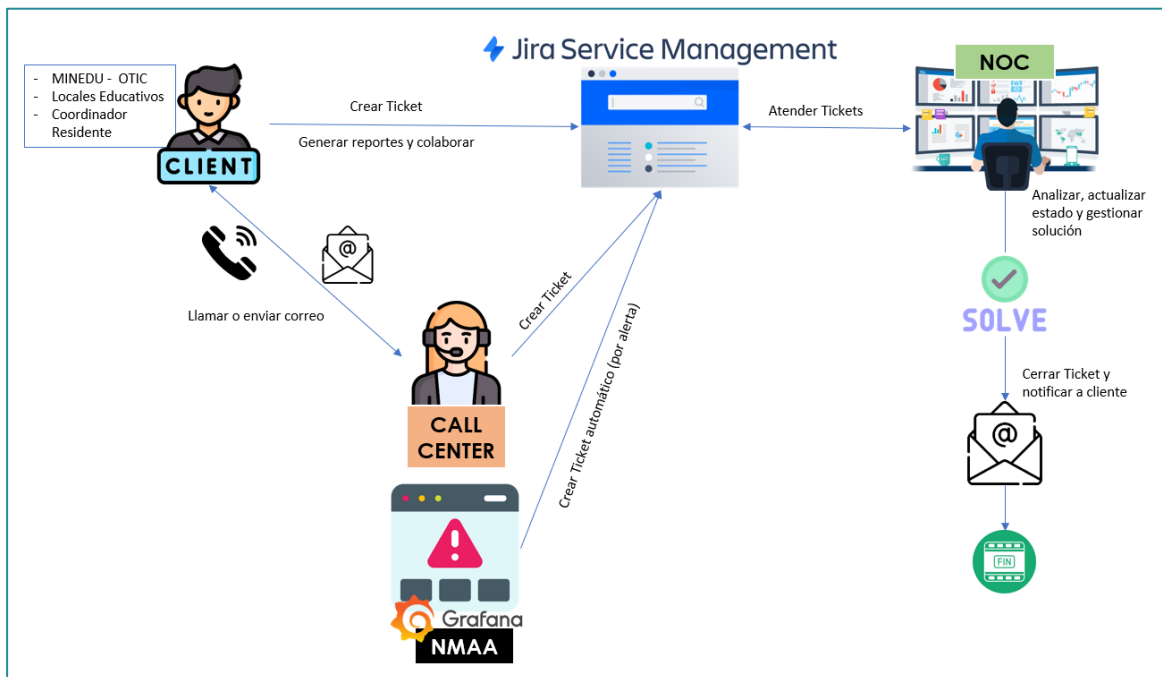 Jira Service Management
- MINEDU - OTIC
- Locales Educativos
- Coordinador
Residente
CLIENT
Crear Ticket
Generar reportes y colaborar
Atender Tickets
NOC
Analizar, actualizar
estado y gestionar
solución
Llamar o enviar correo
@
Crear Ticket
Crear Ticket automático (por alerta)
SOLVE
CALL
CENTER
Cerrar Ticket y
notificar a cliente
@
FIN
Grafana
NMAA